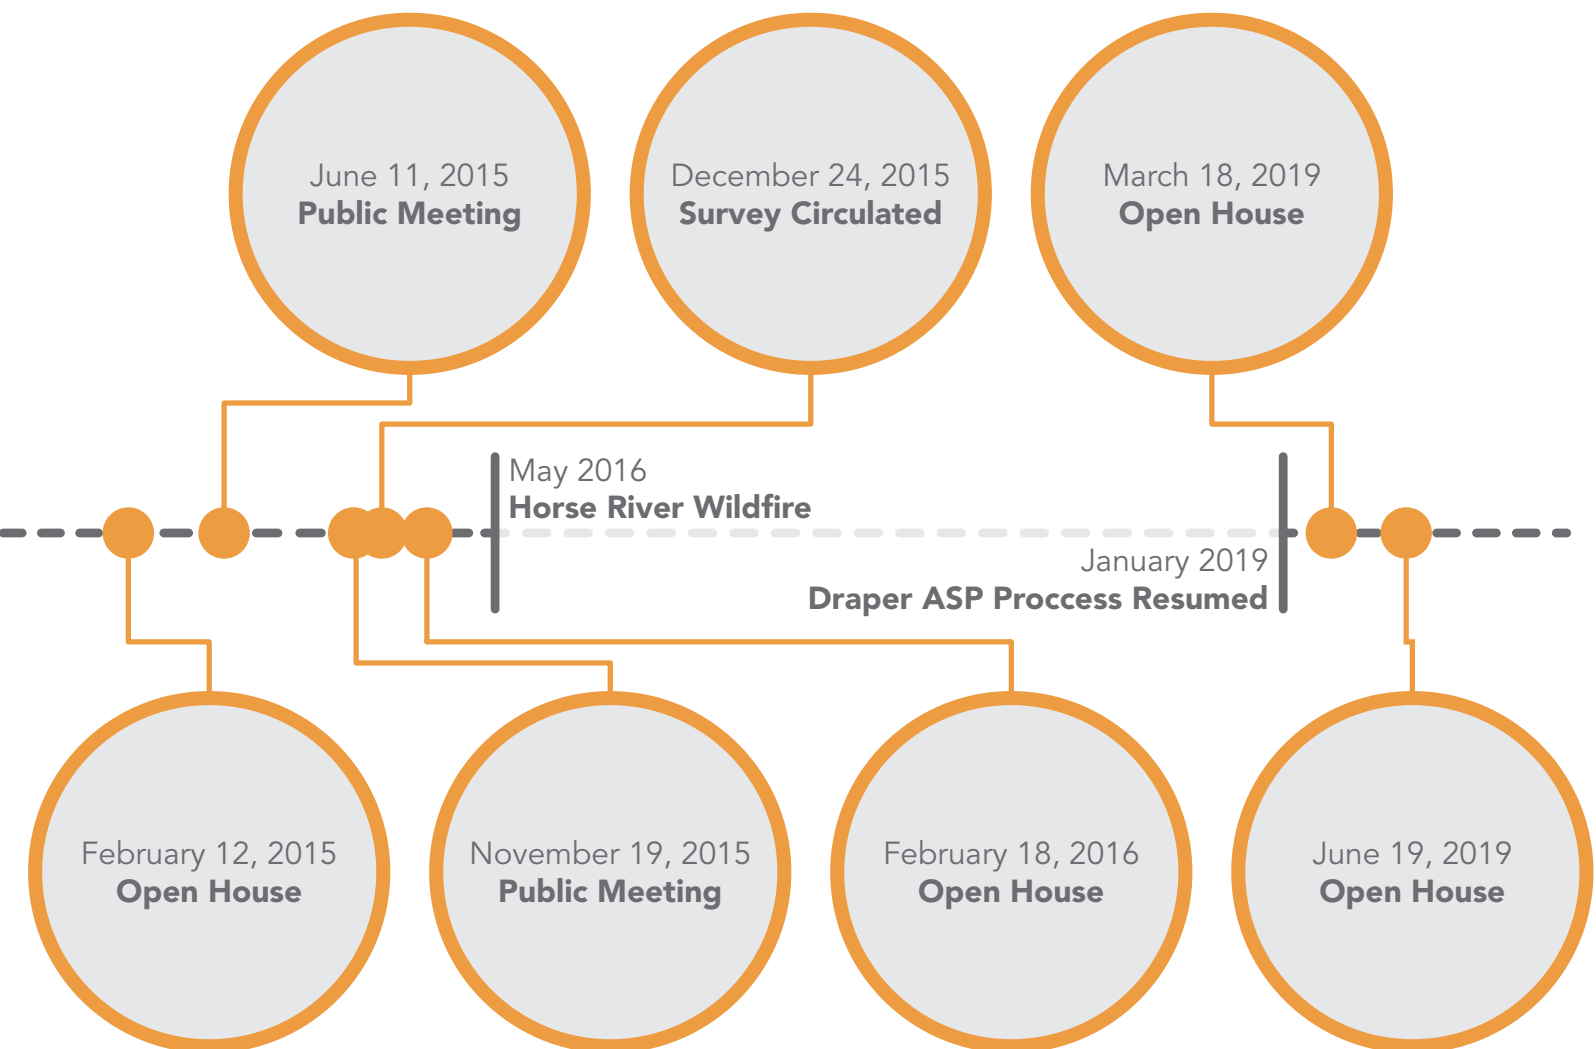 June 11, 2015
Public Meeting
December 24, 2015
Survey Circulated
March 18, 2019
Open House
May 2016
Horse River Wildfire
January 2019
Draper ASP Proccess Resumed
February 12, 2015
Open House
November 19, 2015
Public Meeting
February 18, 2016
Open House
June 19, 2019
Open House